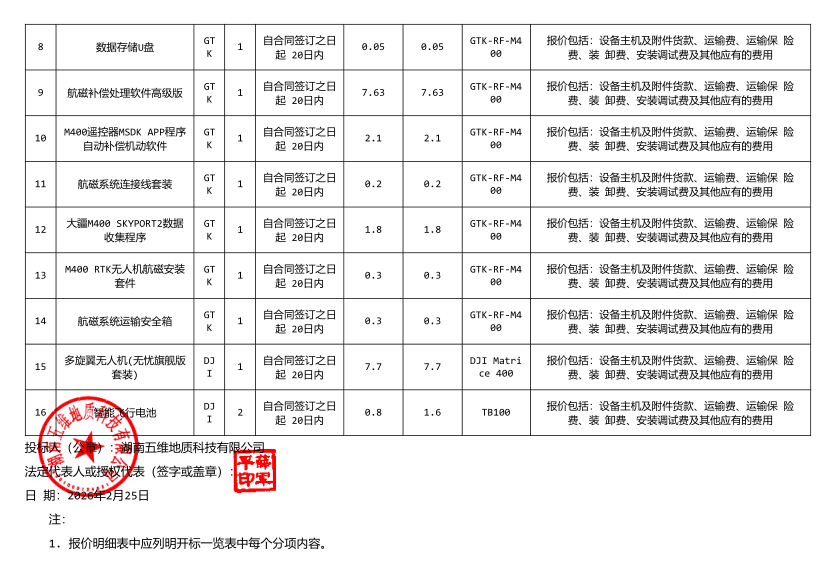 8 数据存储U盘 GTK 1 自合同签订之日起 20日内 0.05 0.05 GTK-RF-M400 报价包括：设备主机及附件货款、运输费、运输保 险费、装 卸费、安装调试费及其他应有的费用
9 航磁补偿处理软件高级版 GTK 1 自合同签订之日起 20日内 7.63 7.63 GTK-RF-M400 报价包括：设备主机及附件货款、运输费、运输保 险费、装 卸费、安装调试费及其他应有的费用
10 M400遥控器MSDK APP程序自动补偿机动软件 GTK 1 自合同签订之日起 20日内 2.1 2.1 GTK-RF-M400 报价包括：设备主机及附件货款、运输费、运输保 险费、装 卸费、安装调试费及其他应有的费用
11 航磁系统连接线套装 GTK 1 自合同签订之日起 20日内 0.2 0.2 GTK-RF-M400 报价包括：设备主机及附件货款、运输费、运输保 险费、装 卸费、安装调试费及其他应有的费用
12 大疆M400 SKYPORT2数据收集程序 GTK 1 自合同签订之日起 20日内 1.8 1.8 GTK-RF-M400 报价包括：设备主机及附件货款、运输费、运输保 险费、装 卸费、安装调试费及其他应有的费用
13 M400 RTK无人机航磁安装套件 GTK 1 自合同签订之日起 20日内 0.3 0.3 GTK-RF-M400 报价包括：设备主机及附件货款、运输费、运输保 险费、装 卸费、安装调试费及其他应有的费用
14 航磁系统运输安全箱 GTK 1 自合同签订之日起 20日内 0.3 0.3 GTK-RF-M400 报价包括：设备主机及附件货款、运输费、运输保 险费、装 卸费、安装调试费及其他应有的费用
15 多旋翼无人机(无忧旗舰版套装) DJI 1 自合同签订之日起 20日内 7.7 7.7 DJI Matrice 400 报价包括：设备主机及附件货款、运输费、运输保 险费、装 卸费、安装调试费及其他应有的费用
16 智能飞行电池 DJI 2 自合同签订之日起 20日内 0.8 1.6 TB100 报价包括：设备主机及附件货款、运输费、运输保 险费、装 卸费、安装调试费及其他应有的费用
湖南五维地质科技有限公司
投标人（公章）：湖南五维地质科技有限公司
法定代表人或授权代表（签字或盖章）：
薛军平印
日 期：2026年2月25日
注：
1. 报价明细表中应列明开标一览表中每个分项内容。